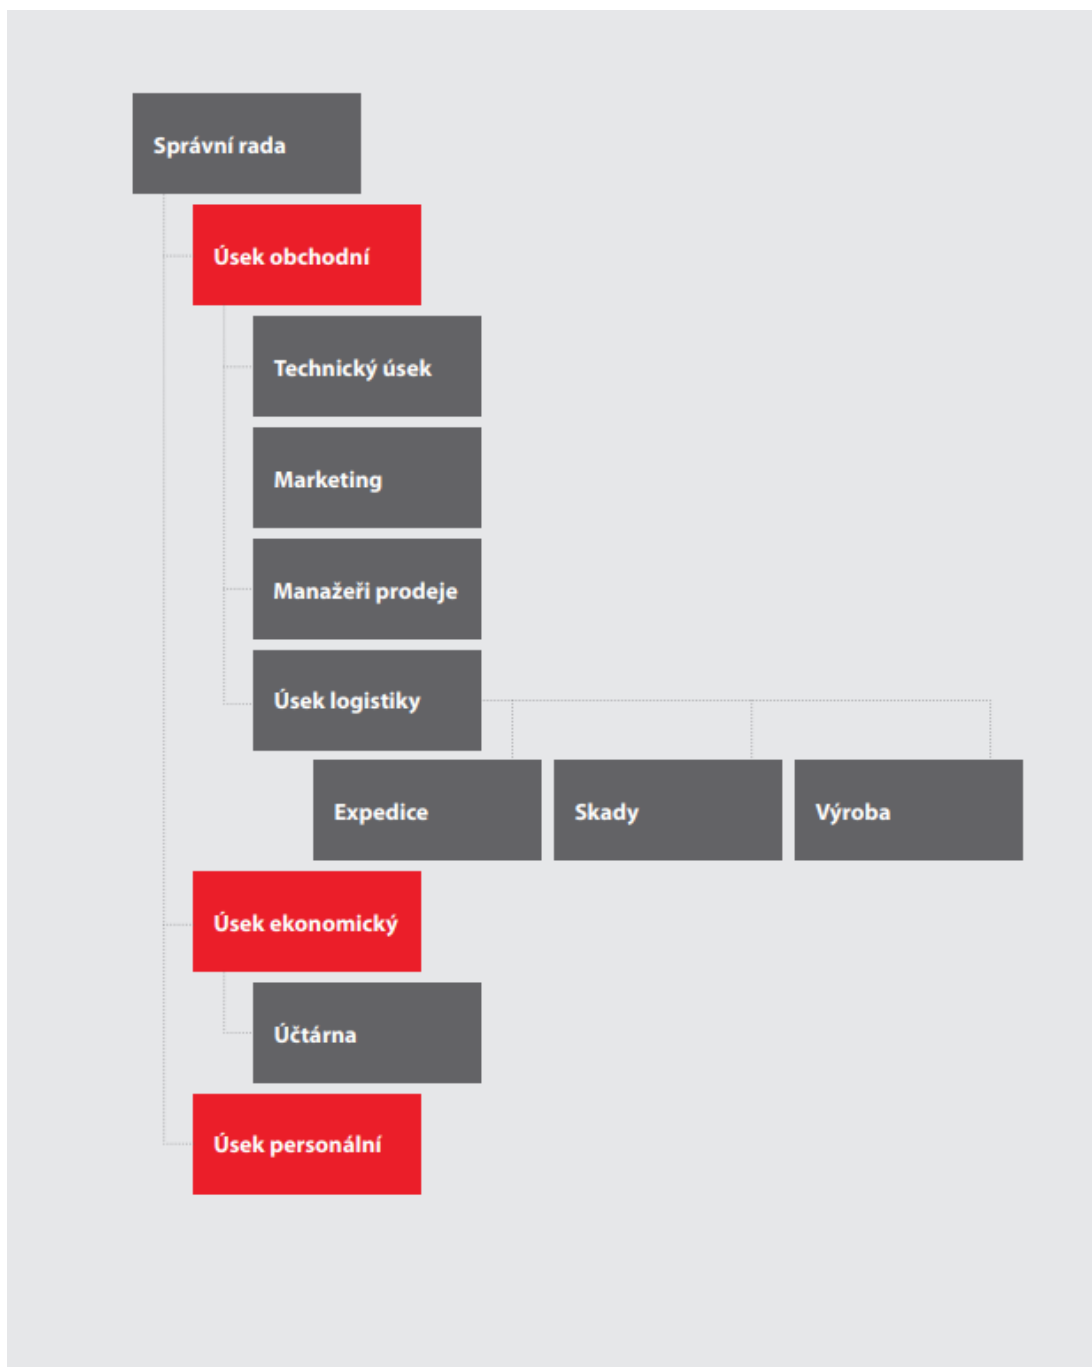 Správní rada
Úsek obchodní
Technický úsek
Marketing
Manažeři prodeje
Úsek logistiky
Expedice
Skady
Výroba
Úsek ekonomický
Účtárna
Úsek personální